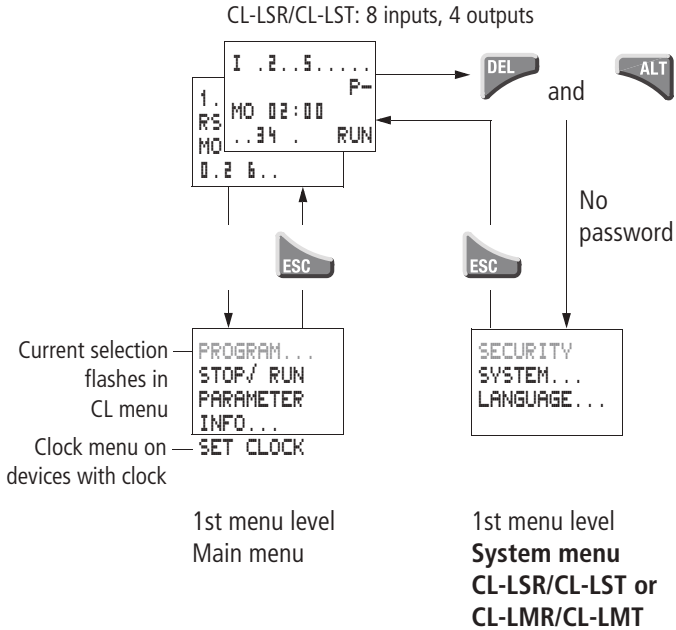 CL-LSR/CL-LST: 8 inputs, 4 outputs
I .2..5.....
P-
MO 02:00
..34 . RUN
1.
RS
MO
0.2 6..
DEL
and
ALT
No
password
ESC
ESC
Current selection
flashes in
CL menu
Clock menu on
devices with clock
PROGRAM...
STOP√ RUN
PARAMETER
INFO...
SET CLOCK
SECURITY
SYSTEM...
LANGUAGE...
1st menu level
Main menu
1st menu level
System menu
CL-LSR/CL-LST or
CL-LMR/CL-LMT